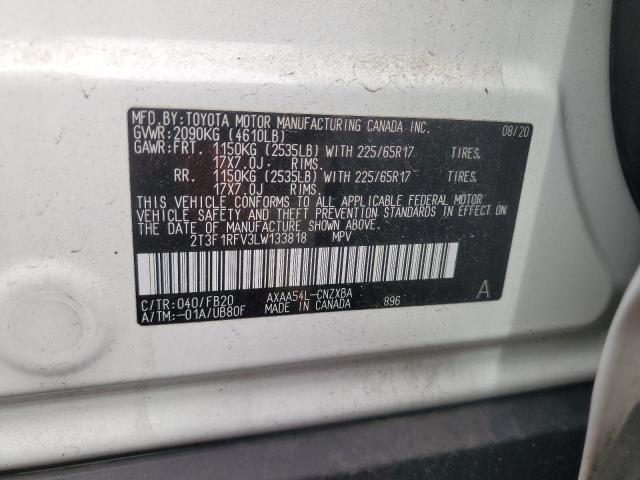 MFD.BY:TOYOTA MOTOR MANUFACTURING CANADA INC. 08/20
GVWR:2090KG (4610LB)
GAWR:FRT. 1150KG (2535LB) WITH 225/65R17 TIRES.
17X7.0J RIMS.
RR. 1150KG (2535LB) WITH 225/65R17 TIRES.
17X7.0J RIMS.
THIS VEHICLE CONFORMS TO ALL APPLICABLE FEDERAL MOTOR
VEHICLE SAFETY AND THEFT PREVENTION STANDARDS IN EFFECT ON
THE DATE OF MANUFACTURE SHOWN ABOVE.
2T3F1RFV3LW133818 MPV
C/TR:040/FB20 AXAA54L-CNZXBA A
A/TM:-01A/UB80F MADE IN CANADA 896